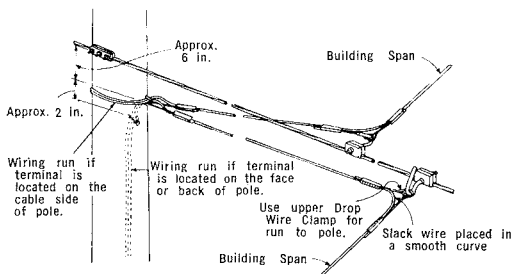 Approx.
6 in.
Building Span
Approx. 2 in.
Wiring run if
terminal is
located on the
cable side
of pole.
Wiring run if terminal
is located on the face
or back of pole.
Use upper Drop
Wire Clamp for
run to pole.
Slack wire placed in
a smooth curve
Building Span